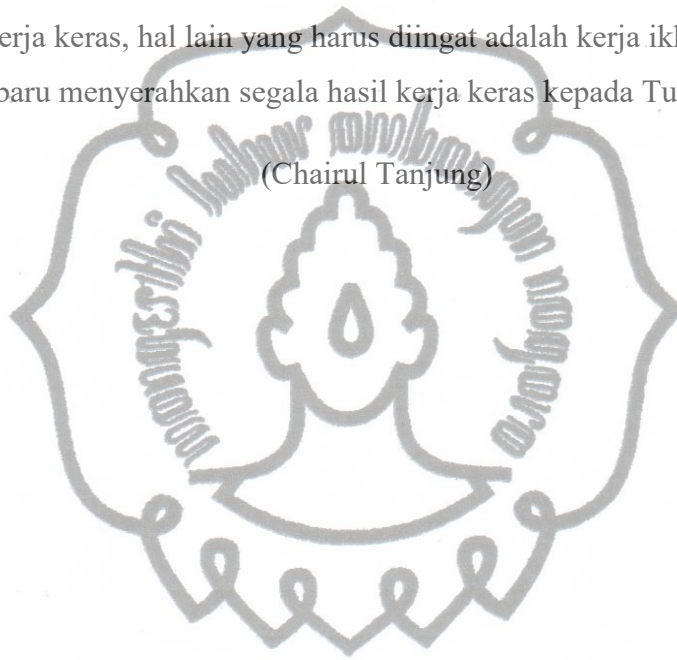 erja keras, hal lain yang harus diingat adalah kerja ikl
baru menyerahkan segala hasil kerja keras kepada Tu
(Chairul Tanjung)